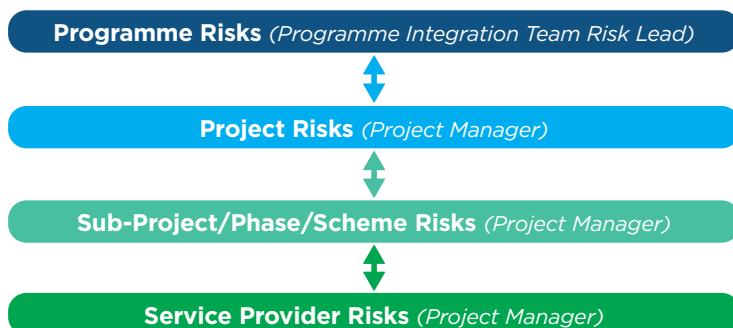 Programme Risks (Programme Integration Team Risk Lead)
Project Risks (Project Manager)
Sub-Project/Phase/Scheme Risks (Project Manager)
Service Provider Risks (Project Manager)